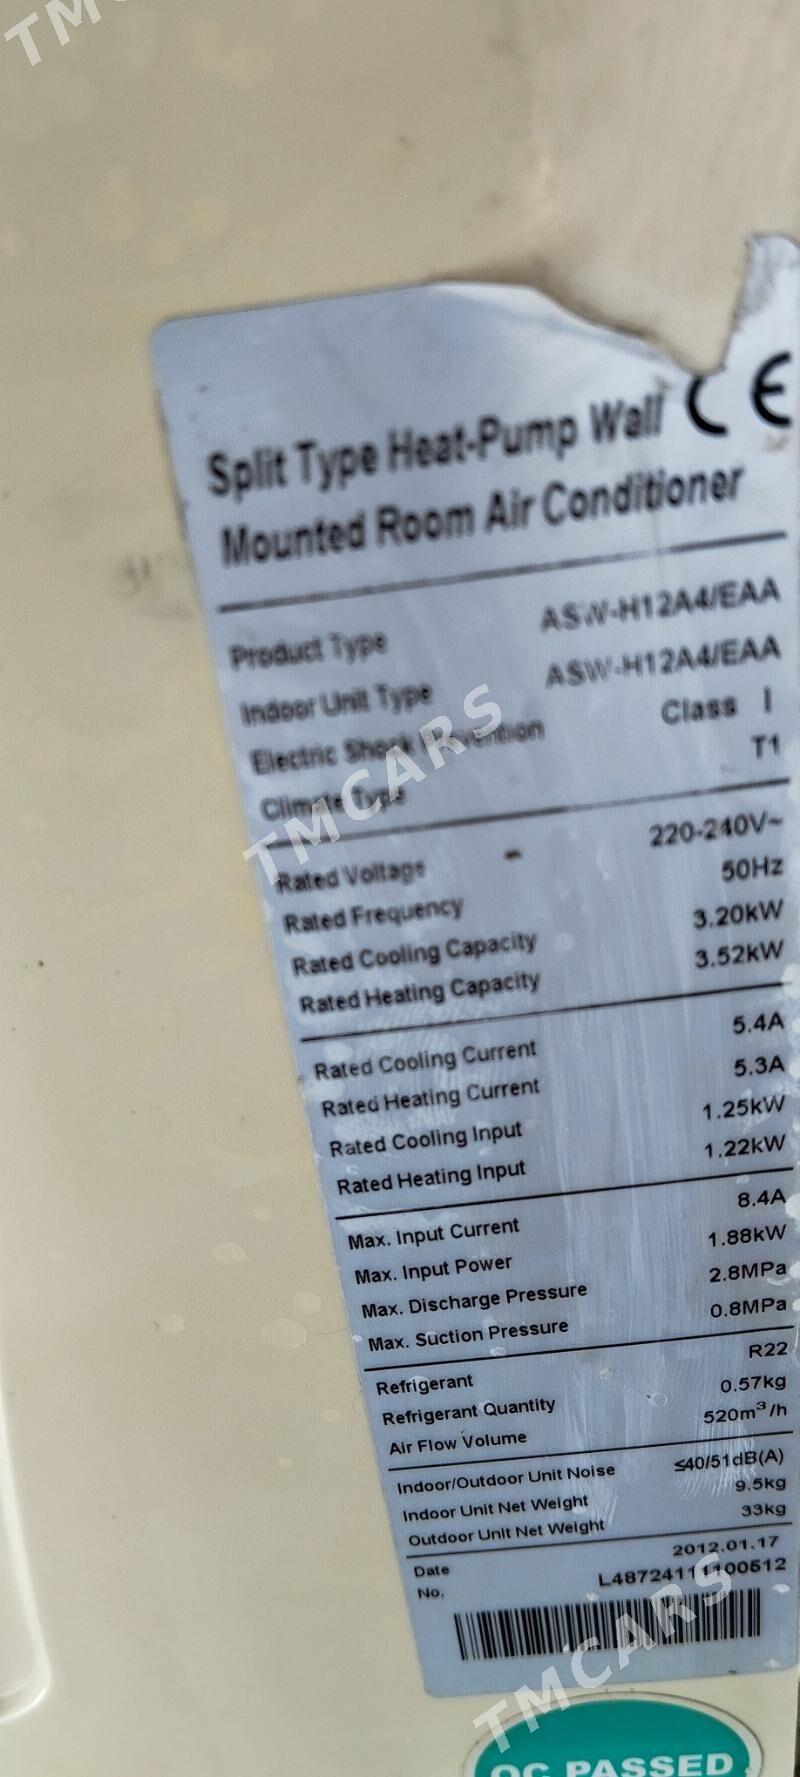 TMCARS
Split Type Heat-Pump Wall CE
Mounted Room Air Conditioner
Product Type ASW-H12A4/EAA
Indoor Unit Type ASW-H12A4/EAA
Electric Shock Prevention Class I
Climate Type T1
TMCARS
Rated Voltage 220-240V~
Rated Frequency 50Hz
Rated Cooling Capacity 3.20kW
Rated Heating Capacity 3.52kW
Rated Cooling Current 5.4A
Rated Heating Current 5.3A
Rated Cooling Input 1.25kW
Rated Heating Input 1.22kW
Max. Input Current 8.4A
Max. Input Power 1.88kW
Max. Discharge Pressure 2.8MPa
Max. Suction Pressure 0.8MPa
Refrigerant R22
Refrigerant Quantity 0.57kg
Air Flow Volume 520m³/h
Indoor/Outdoor Unit Noise ≤40/51dB(A)
Indoor Unit Net Weight 9.5kg
Outdoor Unit Net Weight 33kg
Date 2012.01.17
No. L48724111100512
TMCARS
QC PASSED